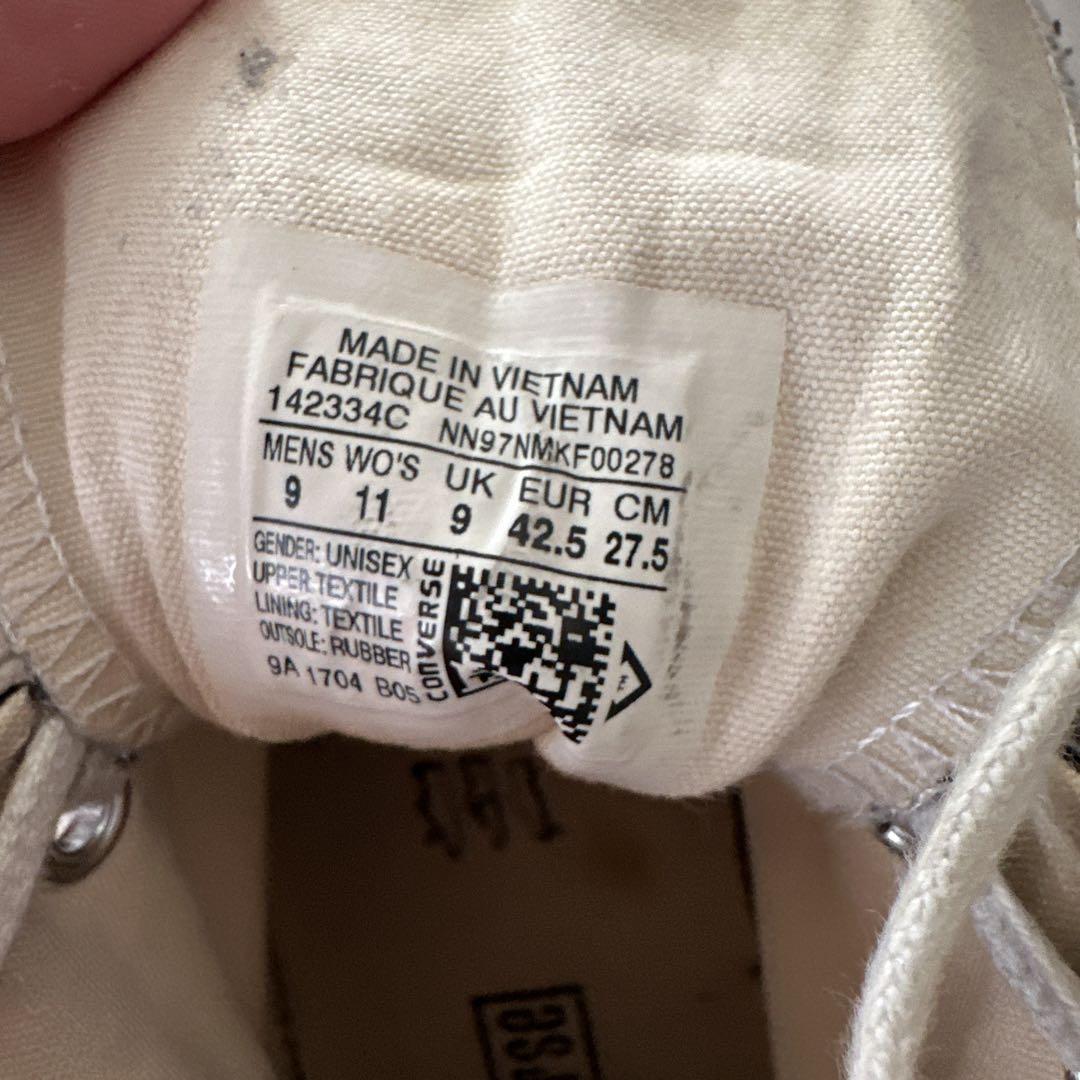 MADE IN VIETNAM
FABRIQUE AU VIETNAM
142334C NN97NMKF00278
MENS WO'S UK EUR CM
9 11 9 42.5 27.5
GENDER: UNISEX
UPPER: TEXTILE
LINING: TEXTILE
OUTSOLE: RUBBER
9A 1704 B05
CONVERSE